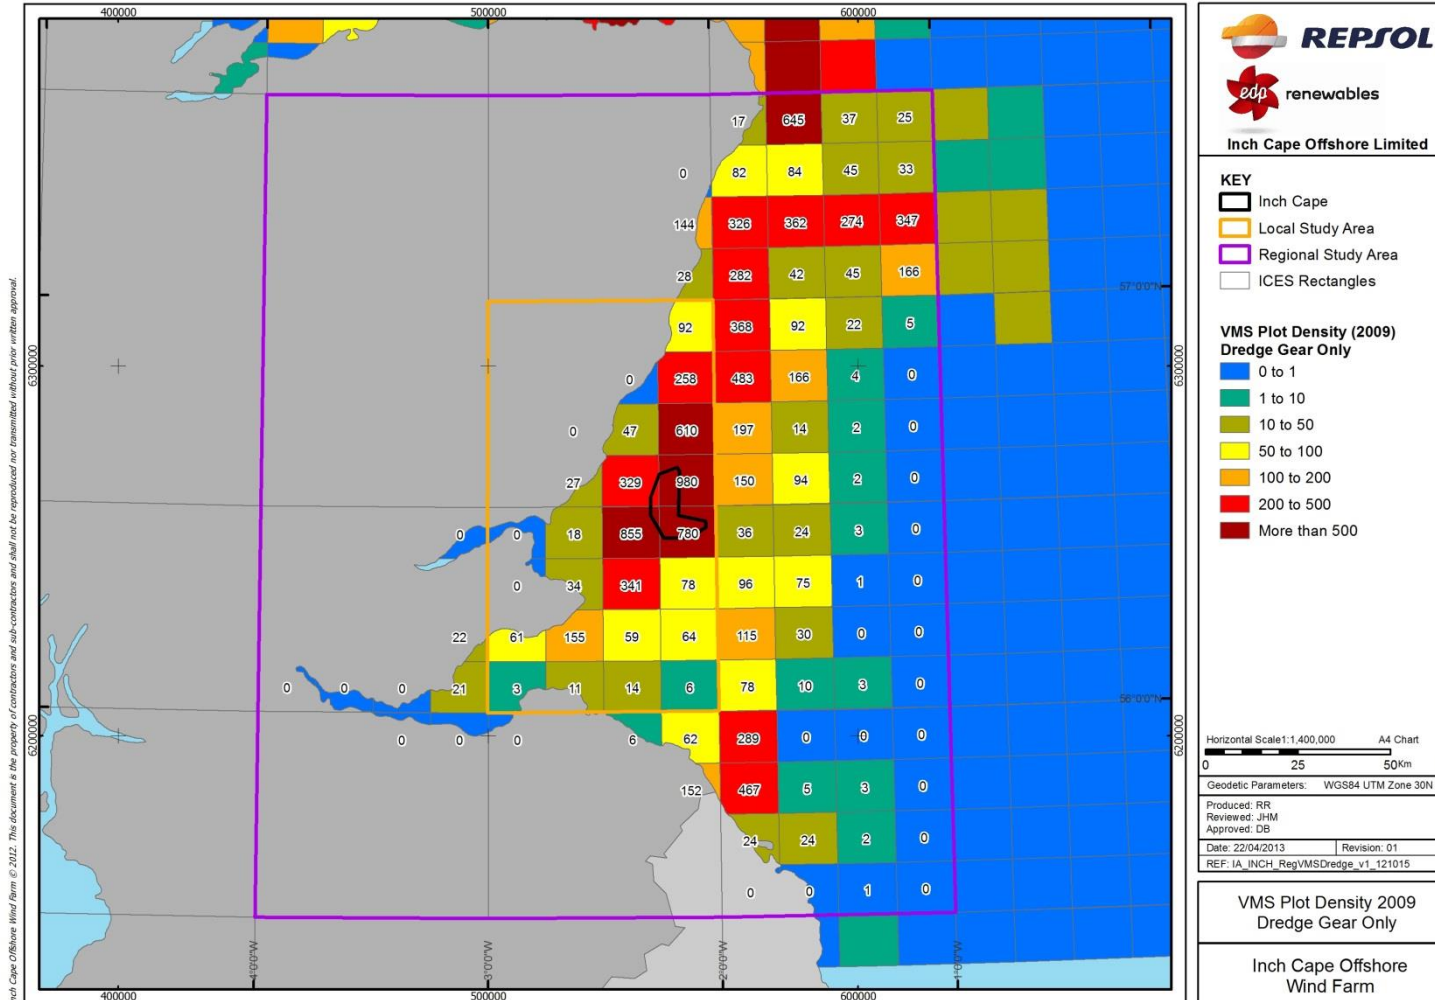 400000 500000 600000
17 645 37 25
0 82 84 45 33
144 326 362 274 347
28 282 42 45 166
57°0'0"N
92 368 92 22 5
6300000 0 258 483 166 4 0 6300000
0 47 610 197 14 2 0
27 329 980 150 94 2 0
0 0 18 855 780 36 24 3 0
0 34 341 78 96 75 1 0
22 61 155 59 64 115 30 0 0
0 0 0 21 3 11 14 6 78 10 3 0
56°0'0"N
6200000 0 0 0 6 62 289 0 0 0 6200000
152 467 5 3 0
24 24 2 0
0 0 1 0
4°0'0"W 3°0'0"W 2°0'0"W 1°0'0"W
400000 500000 600000
Inch Cape Offshore Wind Farm © 2012. This document is the property of contractors and sub-contractors and shall not be reproduced nor transmitted without prior written approval.
REPSOL
edp renewables
Inch Cape Offshore Limited
KEY
Inch Cape
Local Study Area
Regional Study Area
ICES Rectangles
VMS Plot Density (2009)
Dredge Gear Only
0 to 1
1 to 10
10 to 50
50 to 100
100 to 200
200 to 500
More than 500
Horizontal Scale1:1,400,000 A4 Chart
0 25 50Km
Geodetic Parameters: WGS84 UTM Zone 30N
Produced: RR
Reviewed: JHM
Approved: DB
Date: 22/04/2013 Revision: 01
REF: IA_INCH_RegVMSDredge_v1_121015
VMS Plot Density 2009
Dredge Gear Only
Inch Cape Offshore
Wind Farm